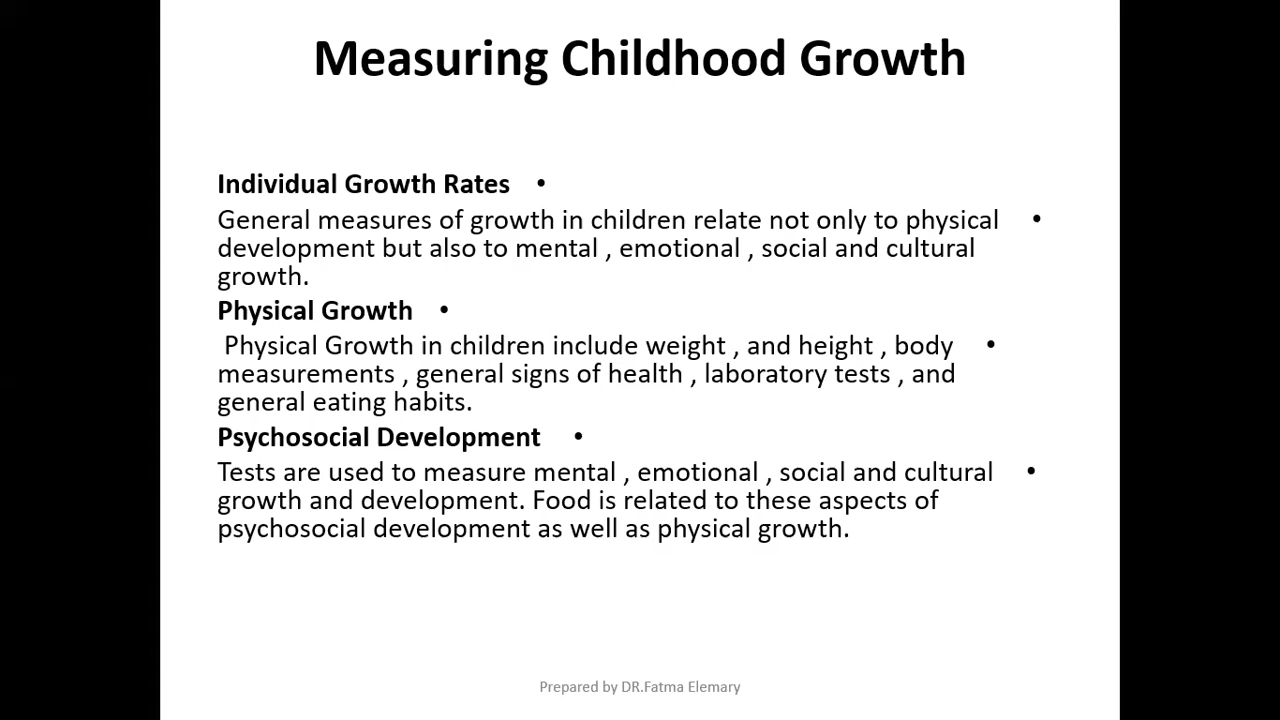 Measuring Childhood Growth
Individual Growth Rates •
General measures of growth in children relate not only to physical •
development but also to mental , emotional , social and cultural
growth.
Physical Growth •
Physical Growth in children include weight , and height , body •
measurements , general signs of health , laboratory tests , and
general eating habits.
Psychosocial Development •
Tests are used to measure mental , emotional , social and cultural •
growth and development. Food is related to these aspects of
psychosocial development as well as physical growth.
Prepared by DR.Fatma Elemary